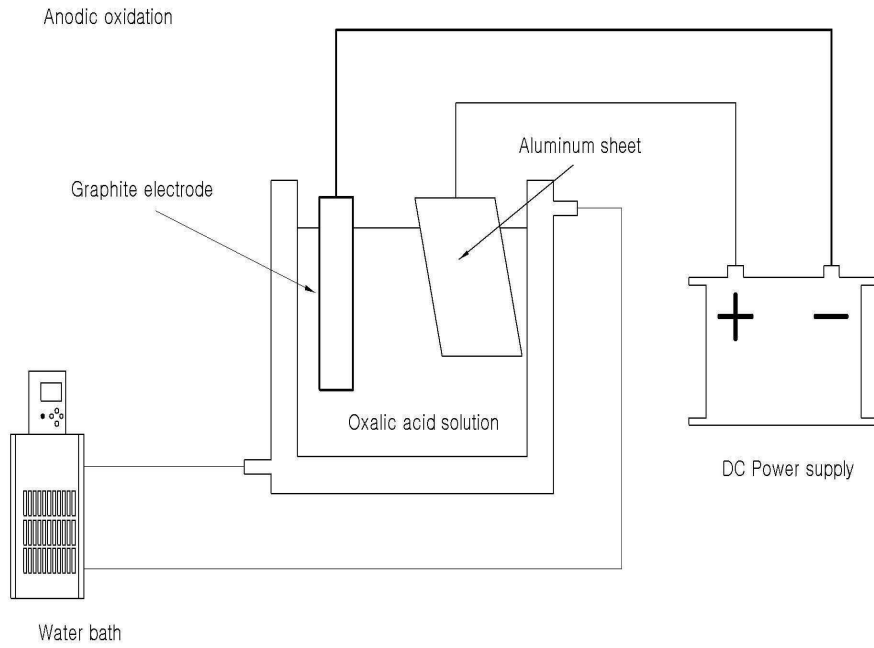 Anodic oxidation
Aluminum sheet
Graphite electrode
+ −
Oxalic acid solution
DC Power supply
Water bath